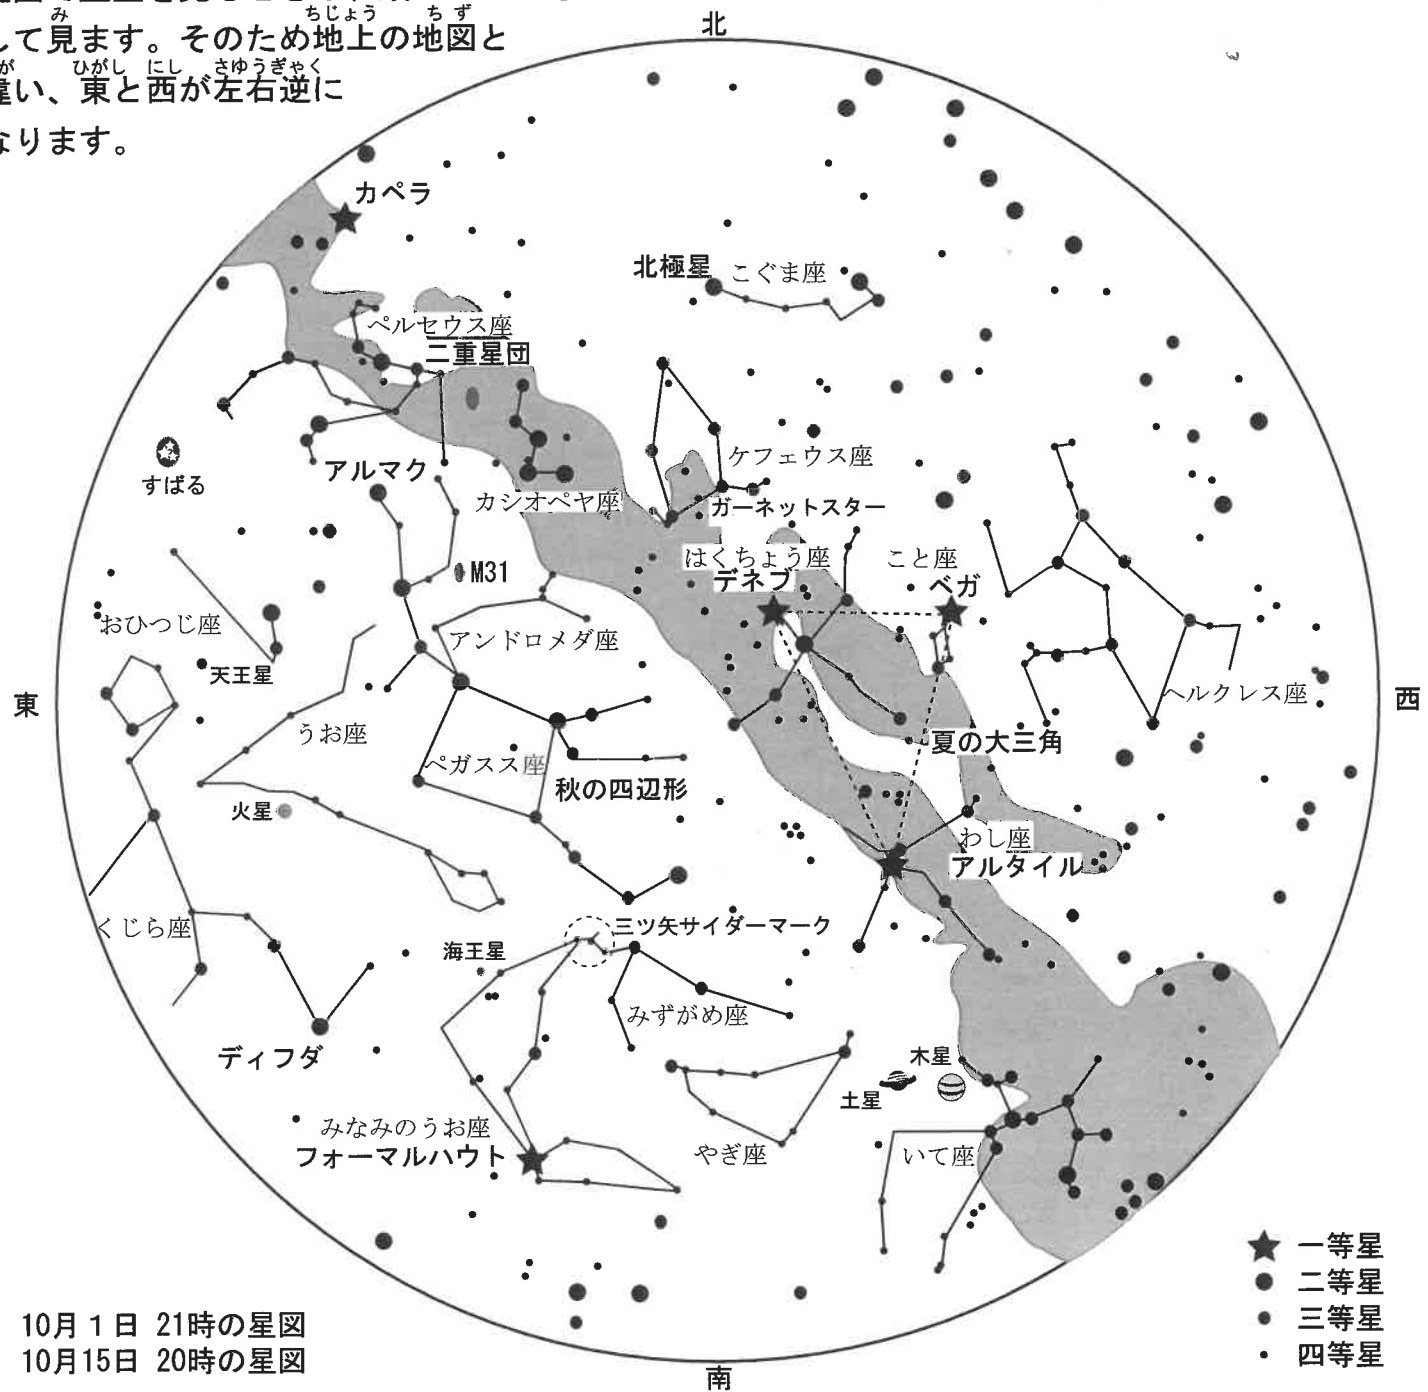 して見ます。そのため地上の地図と
い、東と西が左右逆に
なります。
北
カペラ
北極星 こぐま座
ペルセウス座
二重星団
すばる
アルマク
カシオペヤ座
ケフェウス座
ガーネットスター
はくちょう座
デネブ
こと座
ベガ
M31
おひつじ座
アンドロメダ座
天王星
東
西
うお座
ヘルクレス座
ペガスス座
秋の四辺形
夏の大三角
火星
わし座
アルタイル
くじら座
海王星
三ツ矢サイダーマーク
みずがめ座
ディフダ
木星
土星
みなみのうお座
フォーマルハウト
やぎ座
いて座
一等星
二等星
三等星
四等星
10月1日 21時の星図
10月15日 20時の星図
南